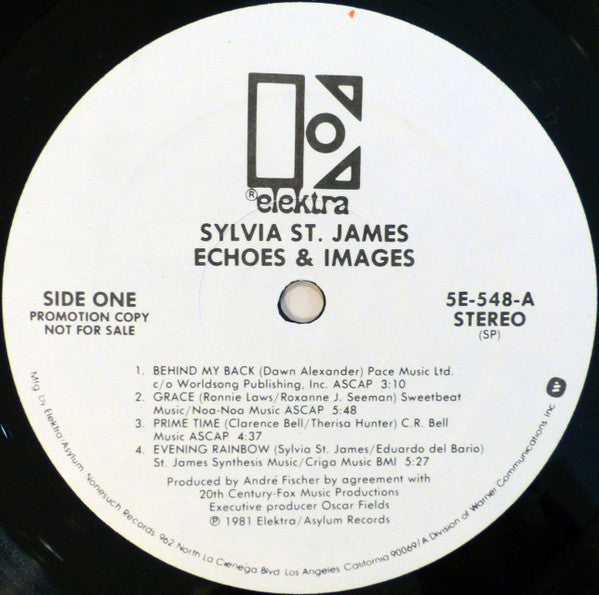 ® elektra
SYLVIA ST. JAMES
ECHOES & IMAGES
SIDE ONE
PROMOTION COPY
NOT FOR SALE
5E-548-A
STEREO
(SP)
1. BEHIND MY BACK (Dawn Alexander) Pace Music Ltd.
c/o Worldsong Publishing, Inc. ASCAP 3:10
2. GRACE (Ronnie Laws/Roxanne J. Seeman) Sweetbeat
Music/Noa-Noa Music ASCAP 5:48
3. PRIME TIME (Clarence Bell/Therisa Hunter) C.R. Bell
Music ASCAP 4:37
4. EVENING RAINBOW (Sylvia St. James/Eduardo del Bario)
St. James Synthesis Music/Criga Music BMI 5:27
Produced by André Fischer by agreement with
20th Century-Fox Music Productions
Executive producer Oscar Fields
℗ 1981 Elektra/Asylum Records
Mfg. by Elektra/Asylum/Nonesuch Records, 962 North La Cienega Blvd. Los Angeles, California 90069/A Division of Warner Communications Inc.